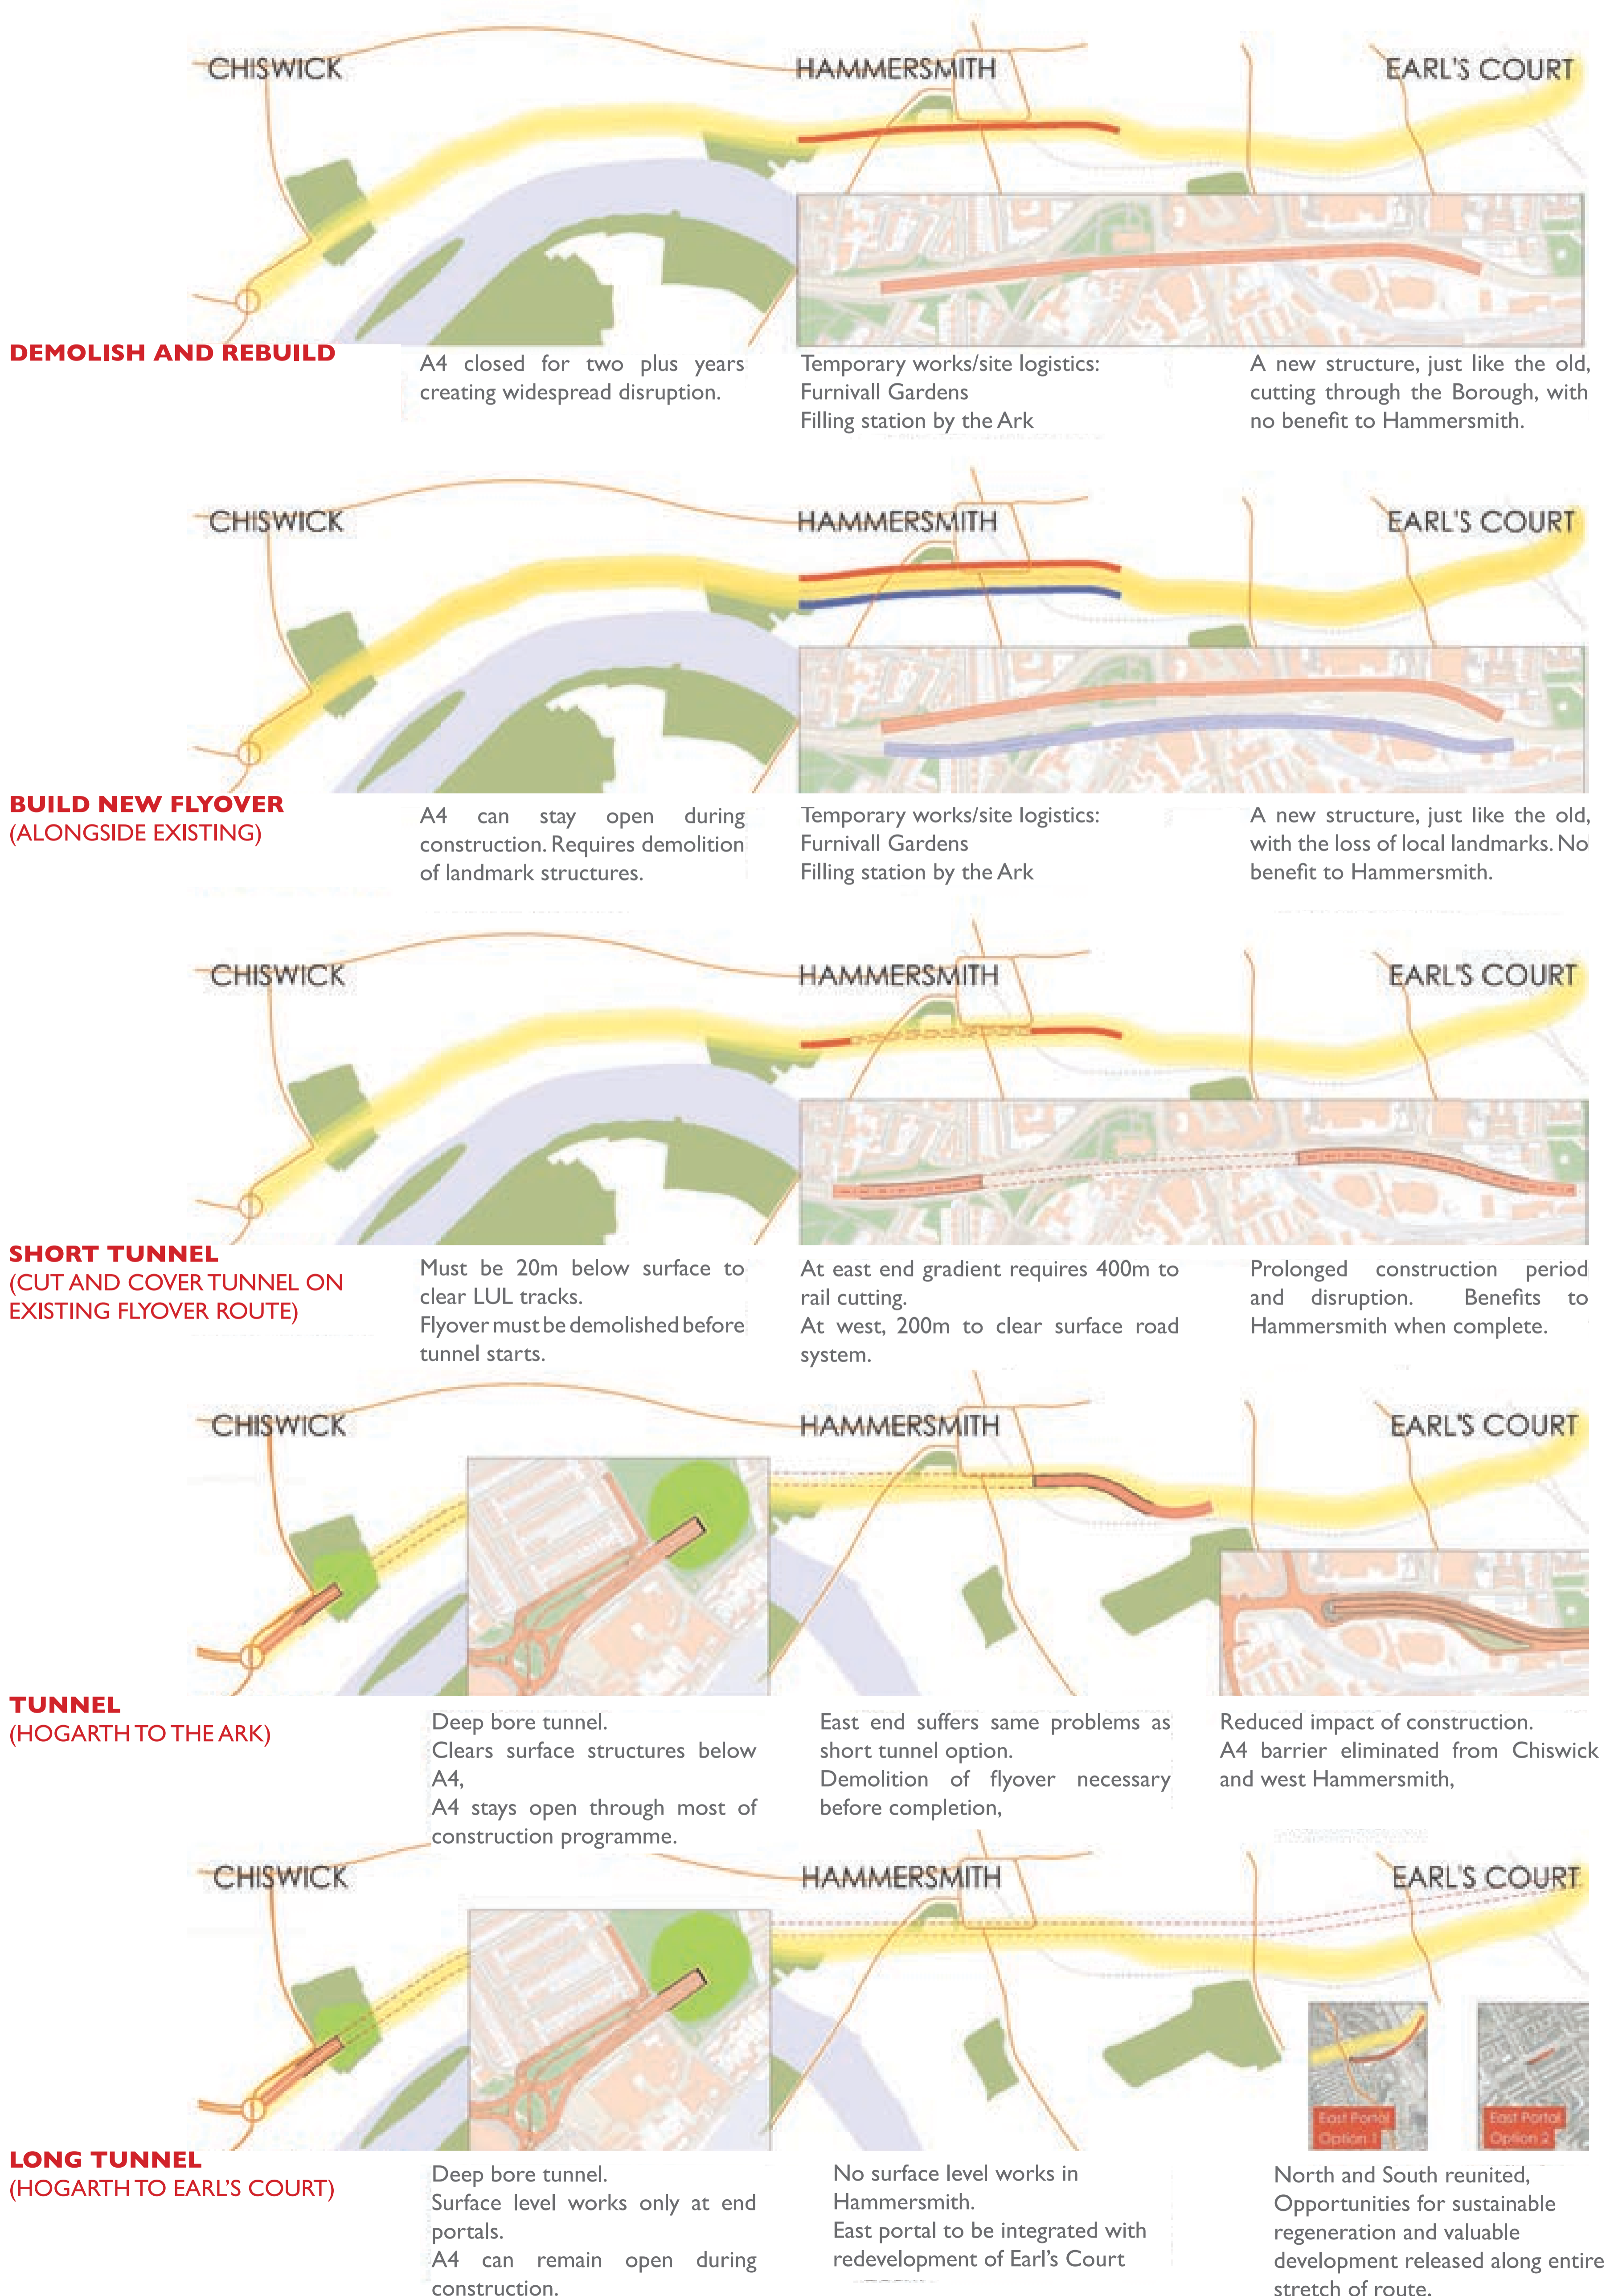 CHISWICK
HAMMERSMITH
EARL'S COURT
DEMOLISH AND REBUILD
A4 closed for two plus years
creating widespread disruption.
Temporary works/site logistics:
Furnivall Gardens
Filling station by the Ark
A new structure, just like the old,
cutting through the Borough, with
no benefit to Hammersmith.
CHISWICK
HAMMERSMITH
EARL'S COURT
BUILD NEW FLYOVER
(ALONGSIDE EXISTING)
A4 can stay open during
construction. Requires demolition
of landmark structures.
Temporary works/site logistics:
Furnivall Gardens
Filling station by the Ark
A new structure, just like the old,
with the loss of local landmarks. No
benefit to Hammersmith.
CHISWICK
HAMMERSMITH
EARL'S COURT
SHORT TUNNEL
(CUT AND COVER TUNNEL ON
EXISTING FLYOVER ROUTE)
Must be 20m below surface to
clear LUL tracks.
Flyover must be demolished before
tunnel starts.
At east end gradient requires 400m to
rail cutting.
At west, 200m to clear surface road
system.
Prolonged construction period
and disruption. Benefits to
Hammersmith when complete.
CHISWICK
HAMMERSMITH
EARL'S COURT
TUNNEL
(HOGARTH TO THE ARK)
Deep bore tunnel.
Clears surface structures below
A4,
A4 stays open through most of
construction programme.
East end suffers same problems as
short tunnel option.
Demolition of flyover necessary
before completion,
Reduced impact of construction.
A4 barrier eliminated from Chiswick
and west Hammersmith,
CHISWICK
HAMMERSMITH
EARL'S COURT
East Portal
Option 1
East Portal
Option 2
LONG TUNNEL
(HOGARTH TO EARL'S COURT)
Deep bore tunnel.
Surface level works only at end
portals.
A4 can remain open during
construction.
No surface level works in
Hammersmith.
East portal to be integrated with
redevelopment of Earl's Court
North and South reunited,
Opportunities for sustainable
regeneration and valuable
development released along entire
stretch of route.